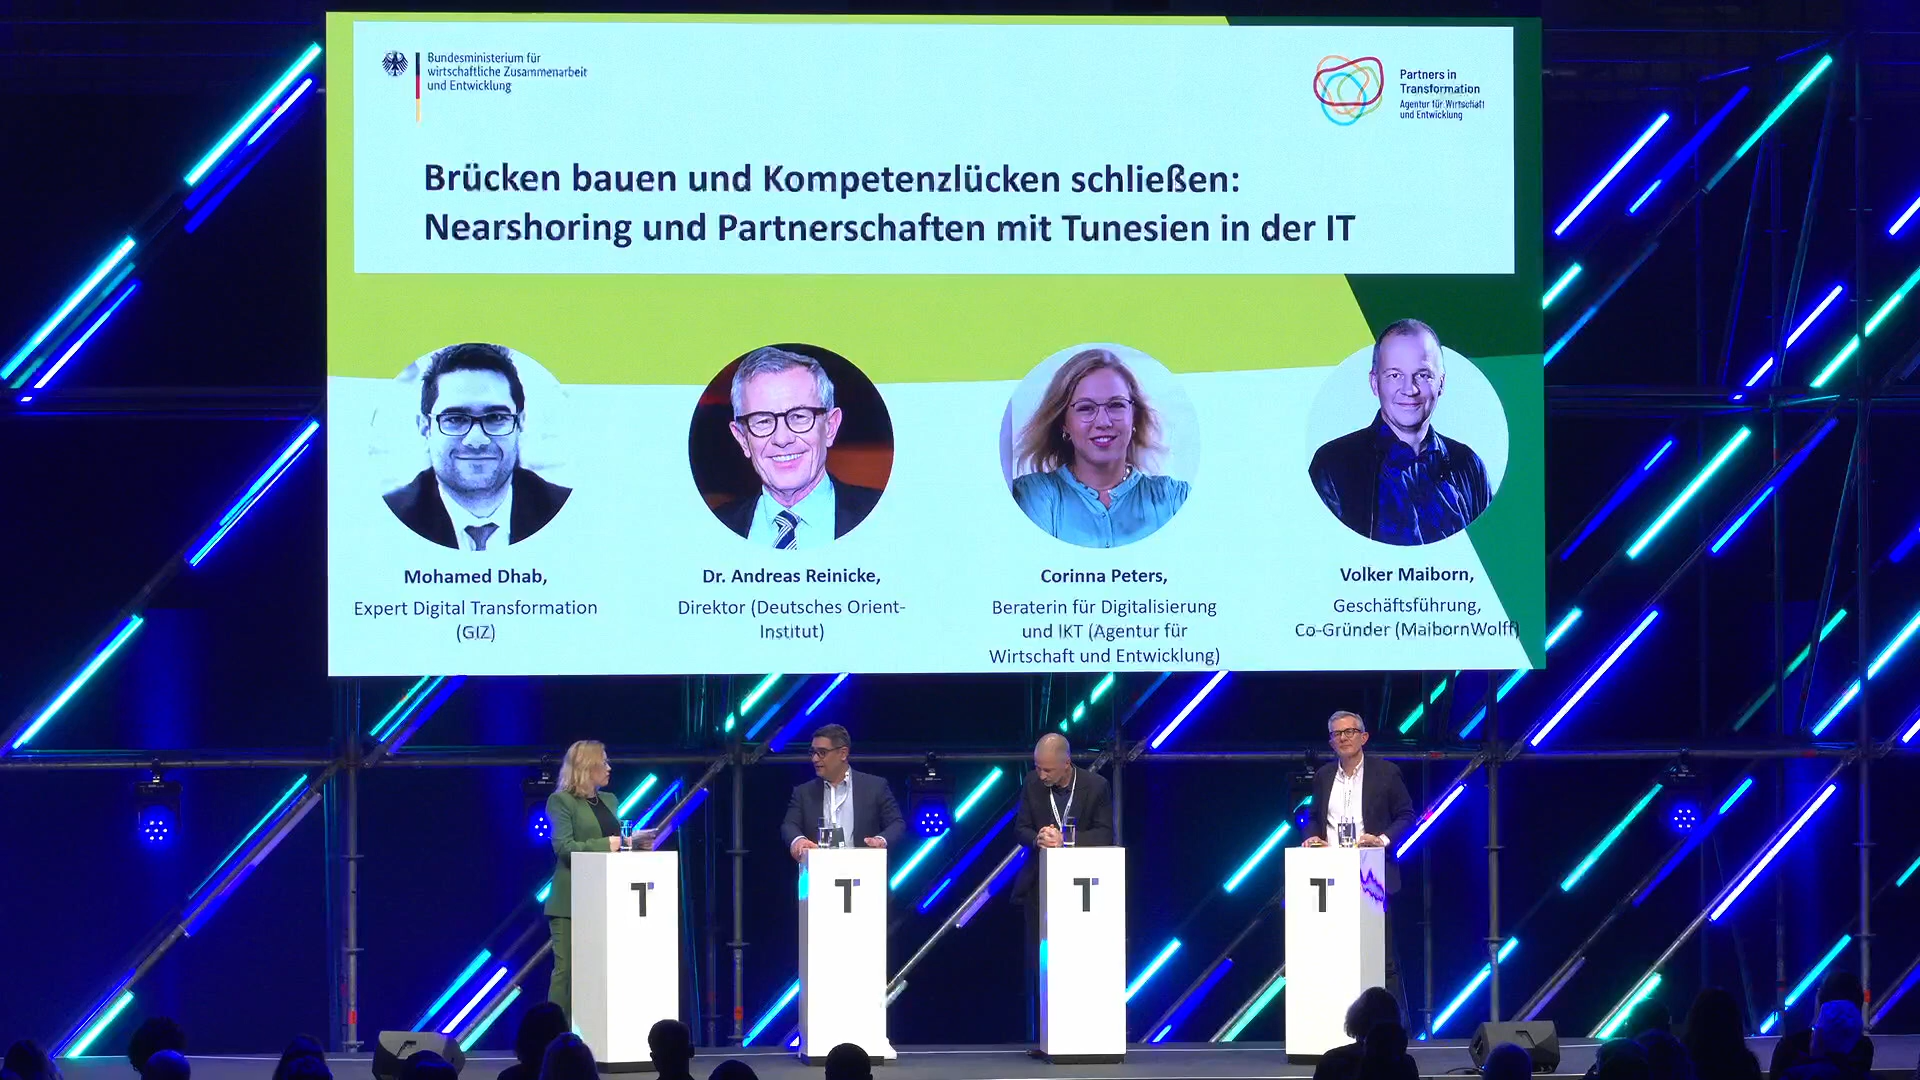 Bundesministerium für
wirtschaftliche Zusammenarbeit
und Entwicklung
Partners in
Transformation
Agentur für Wirtschaft
und Entwicklung
Brücken bauen und Kompetenzlücken schließen:
Nearshoring und Partnerschaften mit Tunesien in der IT
Mohamed Dhab,
Expert Digital Transformation
(GIZ)
Dr. Andreas Reinicke,
Direktor (Deutsches Orient-
Institut)
Corinna Peters,
Beraterin für Digitalisierung
und IKT (Agentur für
Wirtschaft und Entwicklung)
Volker Maiborn,
Geschäftsführung,
Co-Gründer (MaibornWolff)
T
T
T
T